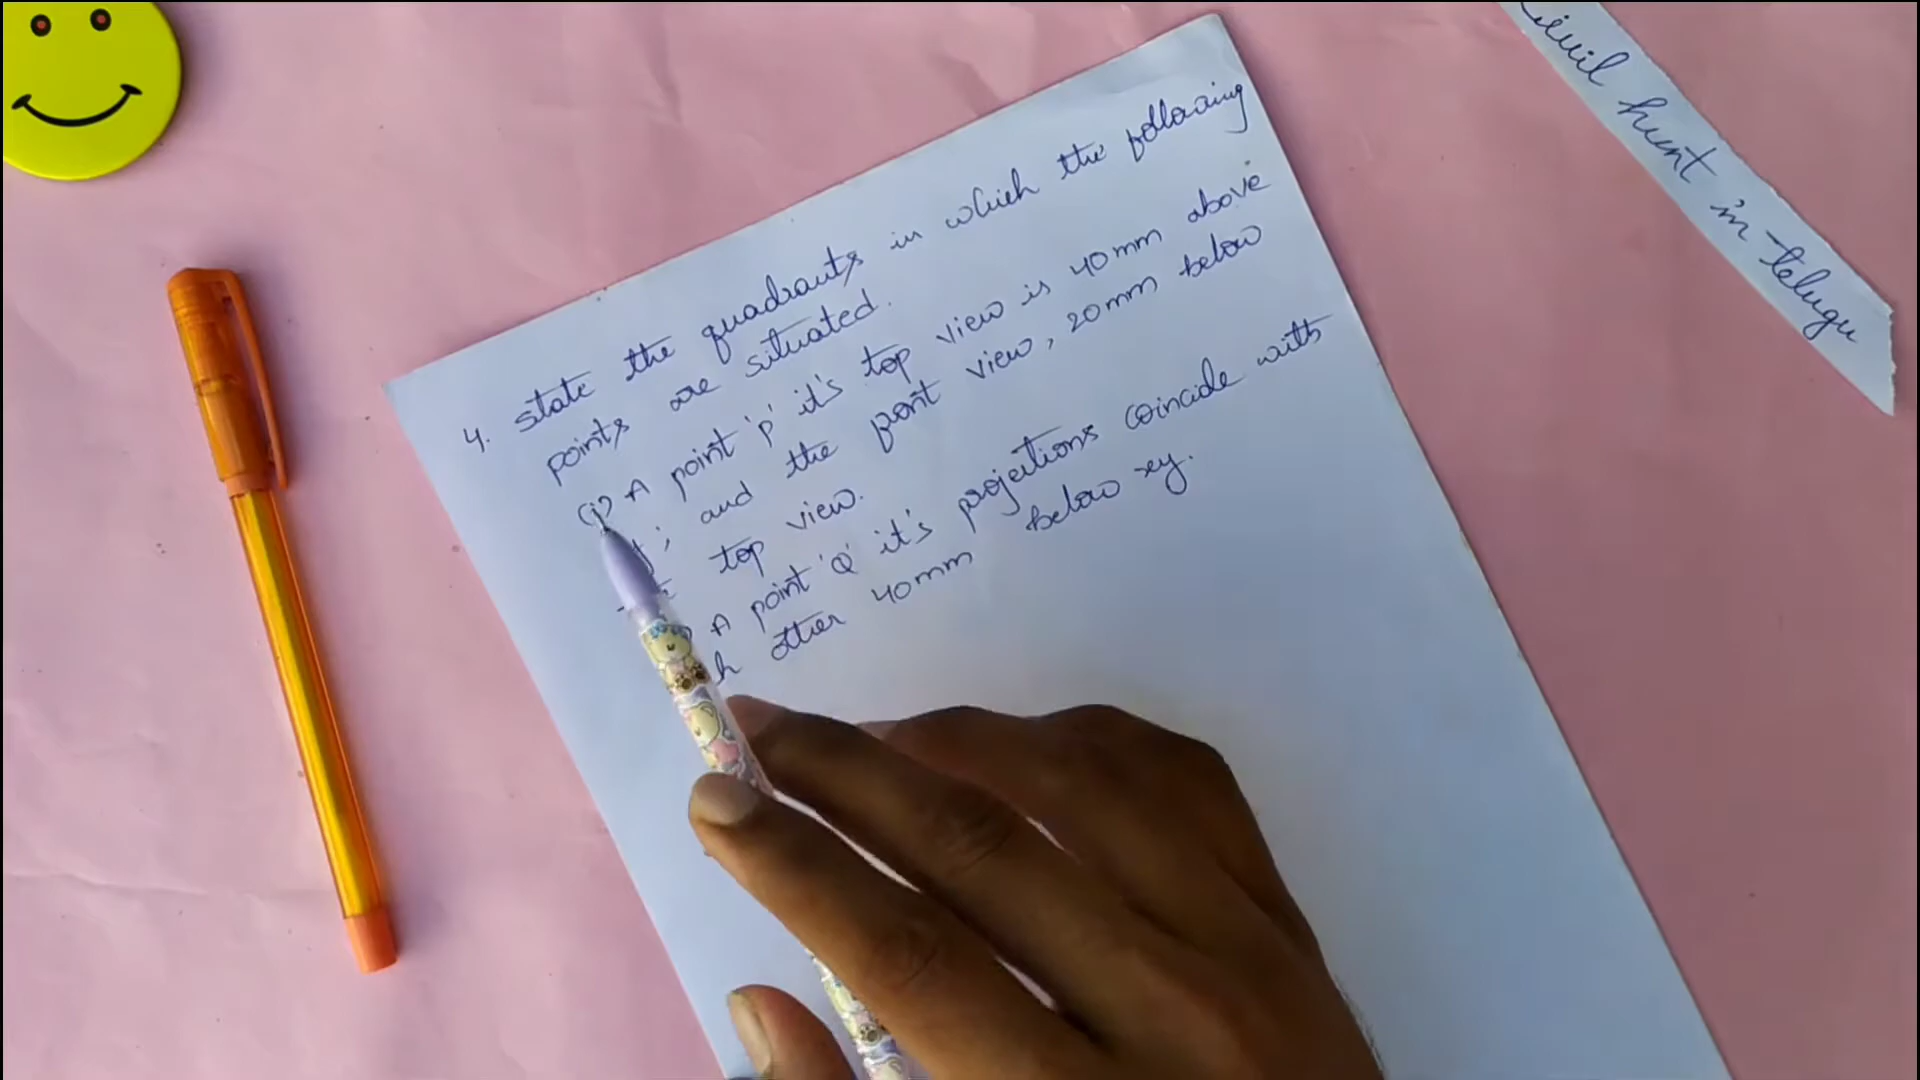 4. state the quadrauts in which the following
points are situated.
(i) A point 'p' it's top view is 40mm above
; and the front view, 20mm below
top view.
A point 'Q' it's projections coincide with
other 40mm below xy.
civil hunt in telugu